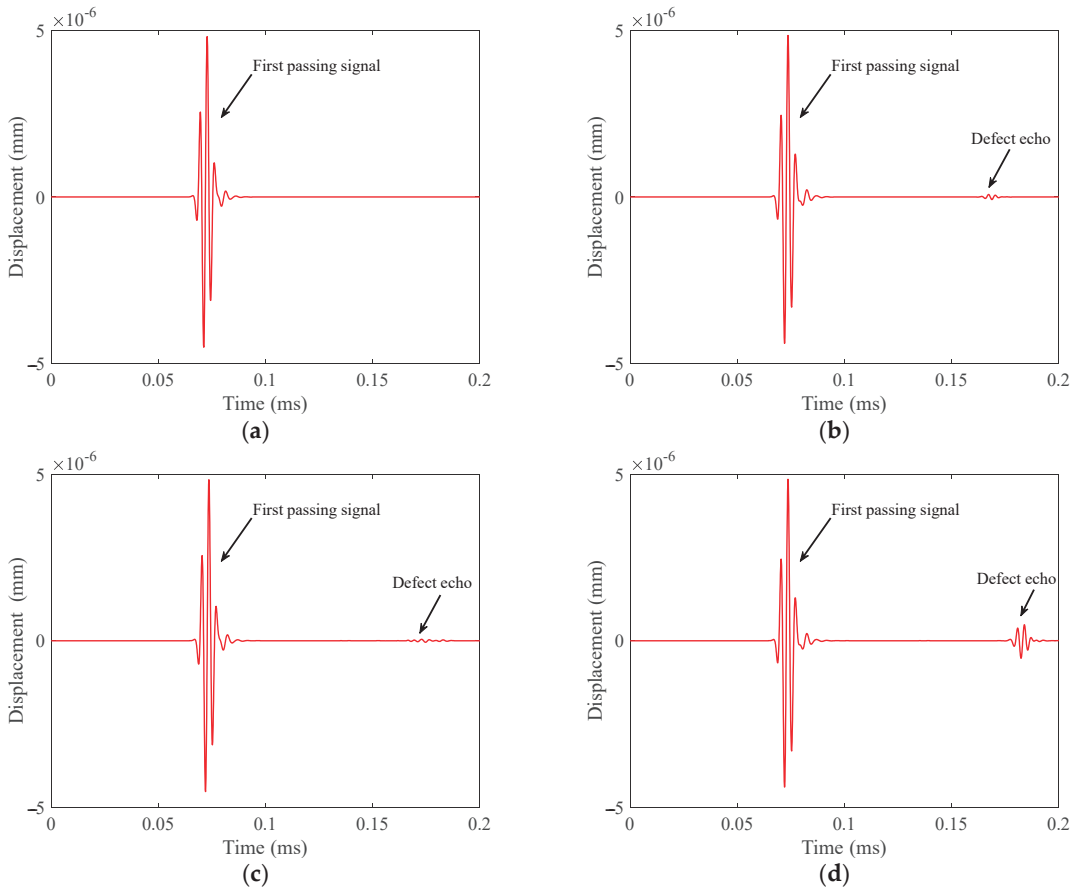 ×10-6
5
First passing signal
Displacement (mm)
0
−5
0 0.05 0.1 0.15 0.2
Time (ms)
(a)
×10-6
5
First passing signal
Defect echo
Displacement (mm)
0
−5
0 0.05 0.1 0.15 0.2
Time (ms)
(b)
×10-6
5
First passing signal
Defect echo
Displacement (mm)
0
−5
0 0.05 0.1 0.15 0.2
Time (ms)
(c)
×10-6
5
First passing signal
Defect echo
Displacement (mm)
0
−5
0 0.05 0.1 0.15 0.2
Time (ms)
(d)